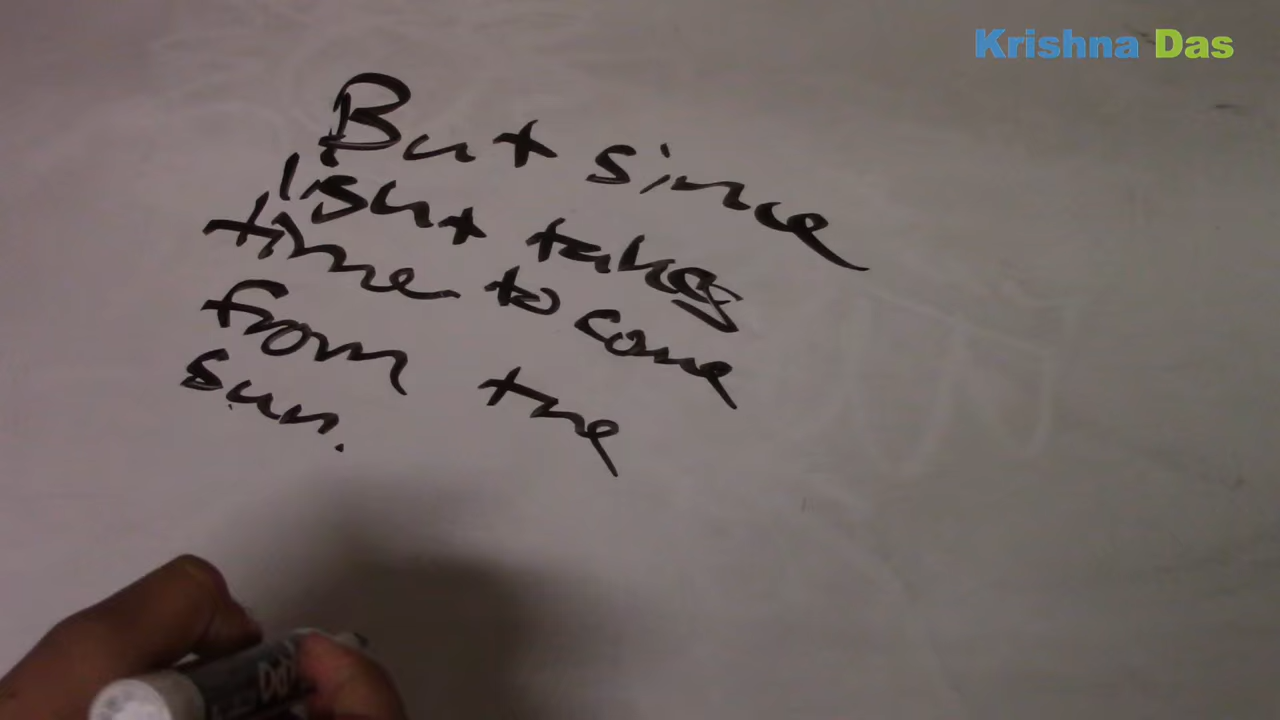 Krishna Das
But since
light takes
time to come
from the
sun.